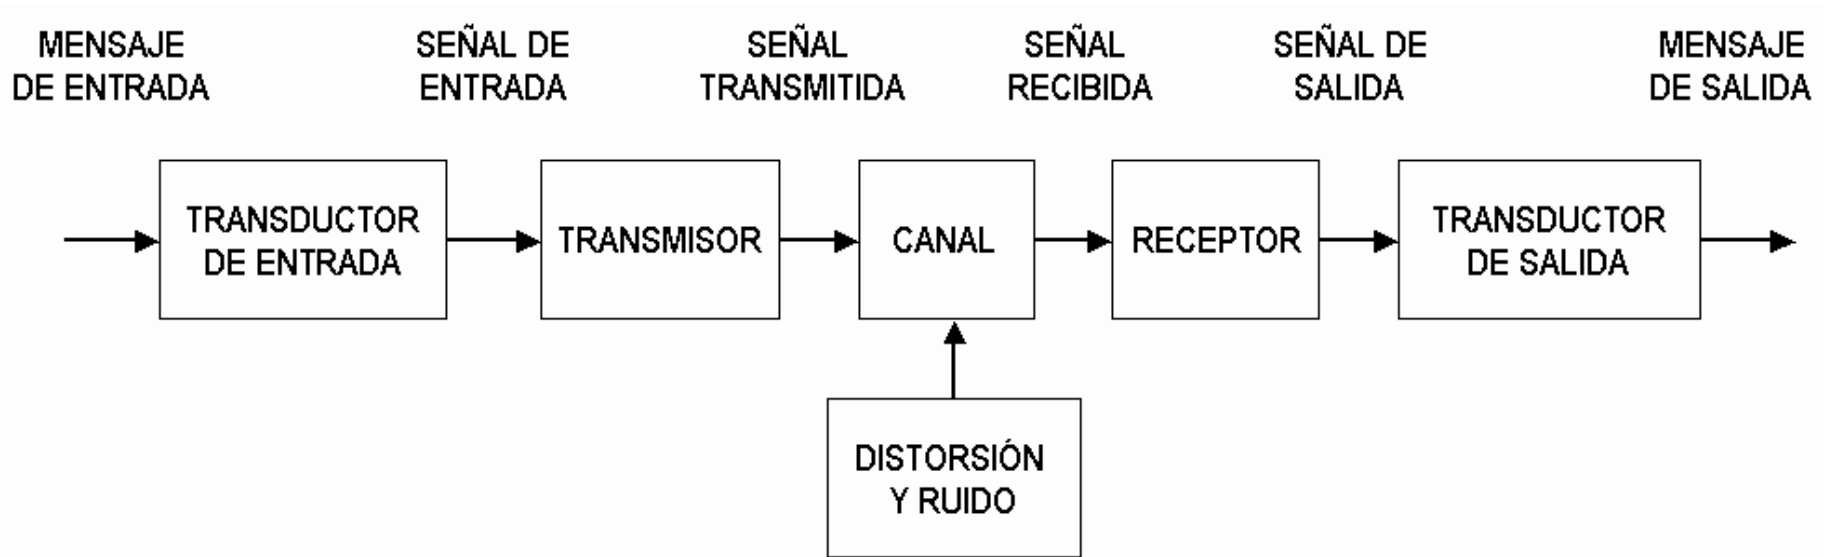 MENSAJE
DE ENTRADA
SEÑAL DE
ENTRADA
SEÑAL
TRANSMITIDA
SEÑAL
RECIBIDA
SEÑAL DE
SALIDA
MENSAJE
DE SALIDA
TRANSDUCTOR
DE ENTRADA
TRANSMISOR
CANAL
RECEPTOR
TRANSDUCTOR
DE SALIDA
DISTORSIÓN
Y RUIDO